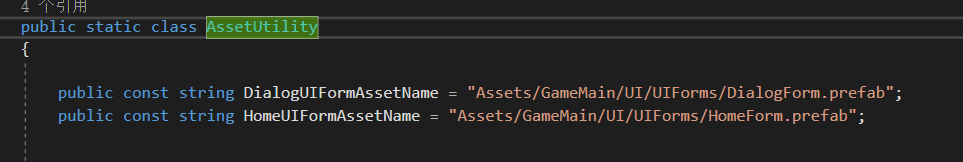 4 个引用
public static class AssetUtility
{
public const string DialogUIFormAssetName = "Assets/GameMain/UI/UIForms/DialogForm.prefab";
public const string HomeUIFormAssetName = "Assets/GameMain/UI/UIForms/HomeForm.prefab";